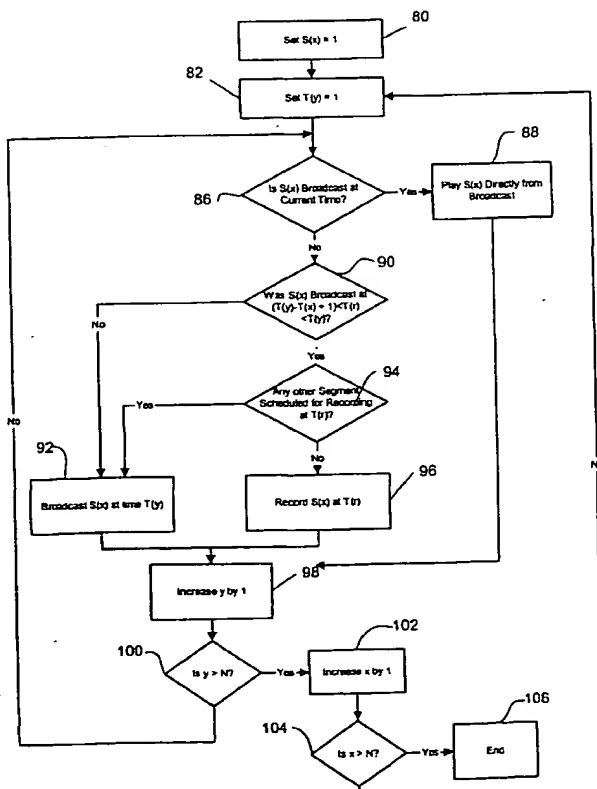 80
Set S(x) = 1
82
Set T(y) = 1
88
86
Is S(x) Broadcast at
Current Time?
Yes
Play S(x) Directly from
Broadcast
No
90
Was S(x) Broadcast at
(T(y)-T(x) + 1)<T(r)
<T(y)?
No
Yes
94
Any other Segment
Scheduled for Recording
at T(r)?
Yes
No
No
N
92
96
Broadcast S(x) at time T(y)
Record S(x) at T(r)
98
Increase y by 1
102
100
Is y > N?
Yes
Increase x by 1
104
106
Is x > N?
Yes
End